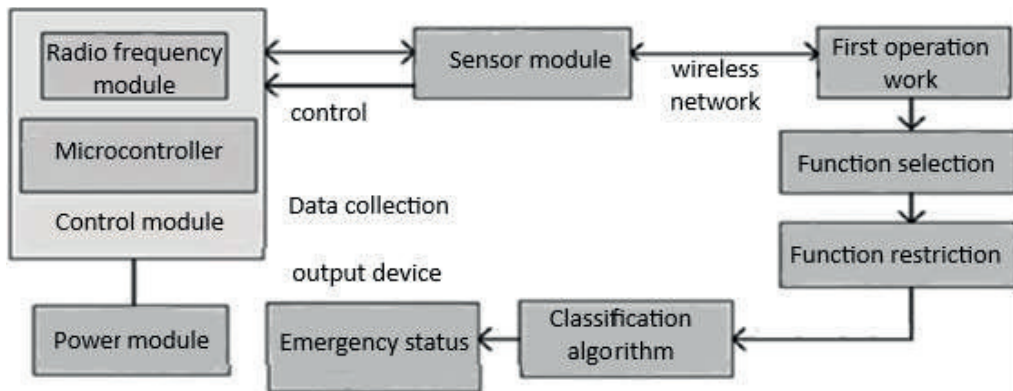 Radio frequency
module
Microcontroller
Control module
Power module
control
Sensor module
wireless
network
First operation
work
Function selection
Function restriction
Data collection
output device
Classification
algorithm
Emergency status